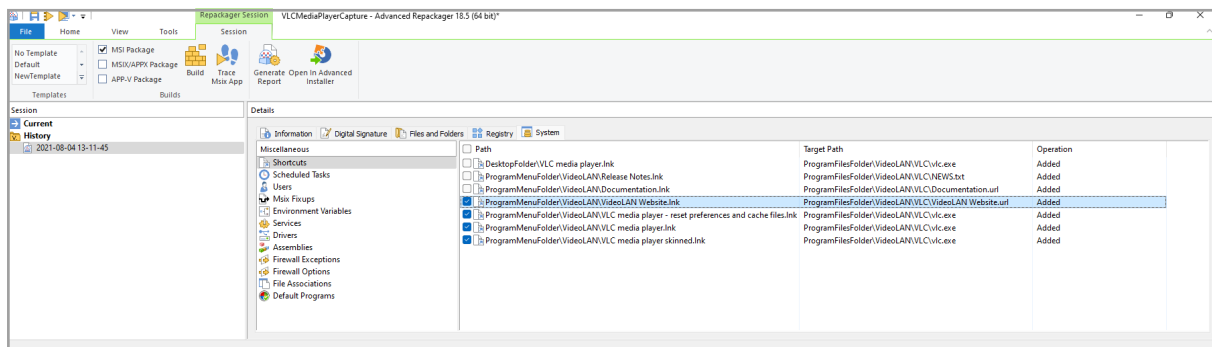 Repackager Session VLCMediaPlayerCapture - Advanced Repackager 18.5 (64 bit)*
File Home View Tools Session
No Template
Default
NewTemplate
Templates
MSI Package
MSIX/APPX Package
APP-V Package
Build
Trace
Msix App
Builds
Generate
Report
Open In Advanced
Installer
Session
Current
History
2021-08-04 13-11-45
Details
Information Digital Signature Files and Folders Registry System
Miscellaneous
Shortcuts
Scheduled Tasks
Users
Msix Fixups
Environment Variables
Services
Drivers
Assemblies
Firewall Exceptions
Firewall Options
File Associations
Default Programs
Path Target Path Operation
DesktopFolder\VLC media player.lnk ProgramFilesFolder\VideoLAN\VLC\vlc.exe Added
ProgramMenuFolder\VideoLAN\Release Notes.lnk ProgramFilesFolder\VideoLAN\VLC\NEWS.txt Added
ProgramMenuFolder\VideoLAN\Documentation.lnk ProgramFilesFolder\VideoLAN\VLC\Documentation.url Added
ProgramMenuFolder\VideoLAN\VideoLAN Website.lnk ProgramFilesFolder\VideoLAN\VLC\VideoLAN Website.url Added
ProgramMenuFolder\VideoLAN\VLC media player - reset preferences and cache files.lnk ProgramFilesFolder\VideoLAN\VLC\vlc.exe Added
ProgramMenuFolder\VideoLAN\VLC media player.lnk ProgramFilesFolder\VideoLAN\VLC\vlc.exe Added
ProgramMenuFolder\VideoLAN\VLC media player skinned.lnk ProgramFilesFolder\VideoLAN\VLC\vlc.exe Added